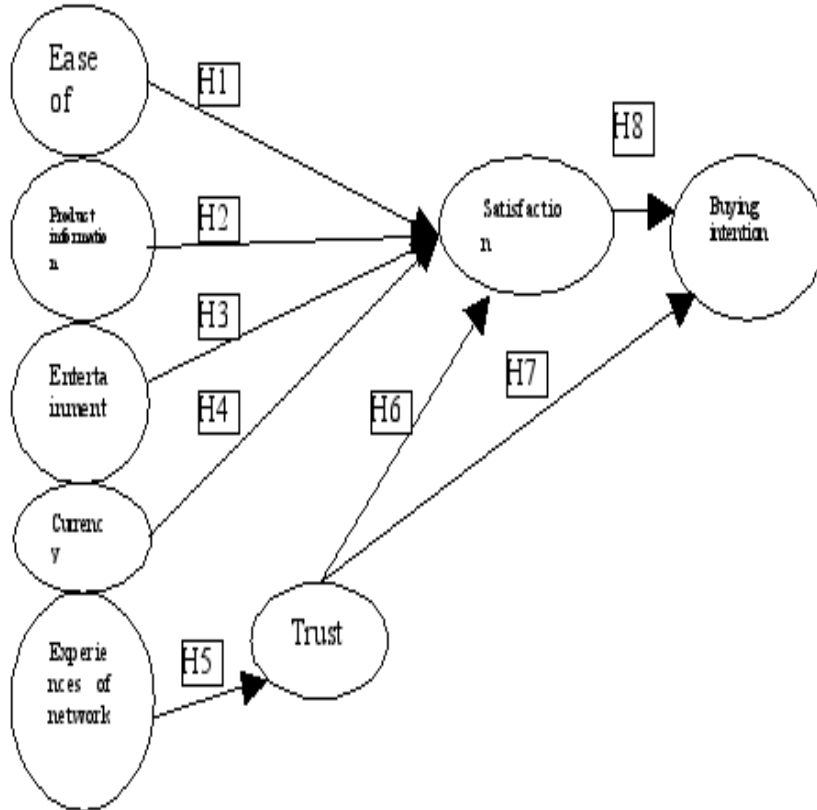 Ease
of
H1
Product
informatio
n
H2
Enterta
inment
H3
Currenc
y
H4
Experie
nces of
network
H5
Trust
H6
H7
Satisfactio
n
H8
Buying
intention